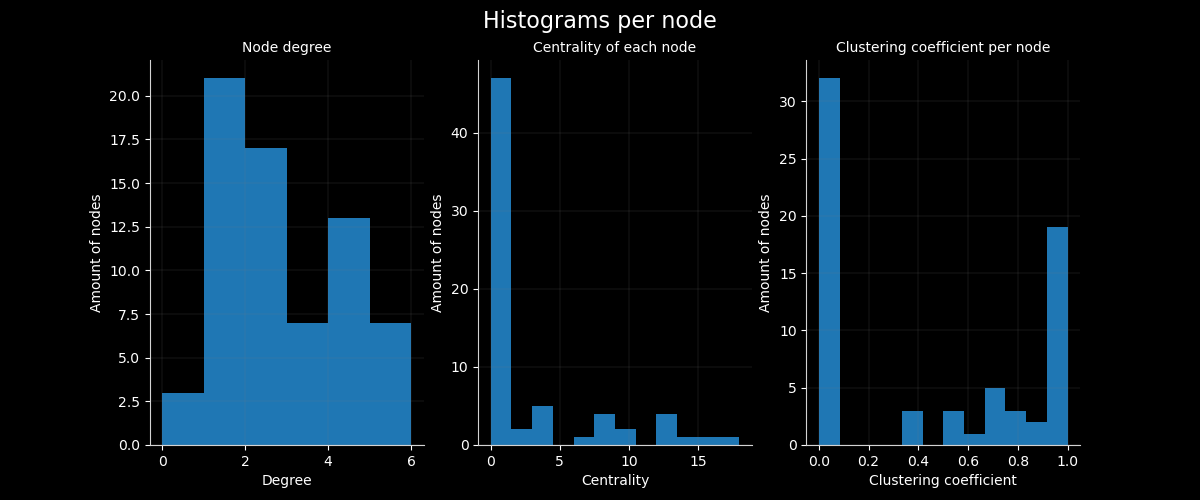 Histograms per node
Node degree
Amount of nodes
20.0
17.5
15.0
12.5
10.0
7.5
5.0
2.5
0.0
0 2 4 6
Degree
Centrality of each node
Amount of nodes
40
30
20
10
0
0 5 10 15
Centrality
Clustering coefficient per node
Amount of nodes
30
25
20
15
10
5
0
0.0 0.2 0.4 0.6 0.8 1.0
Clustering coefficient